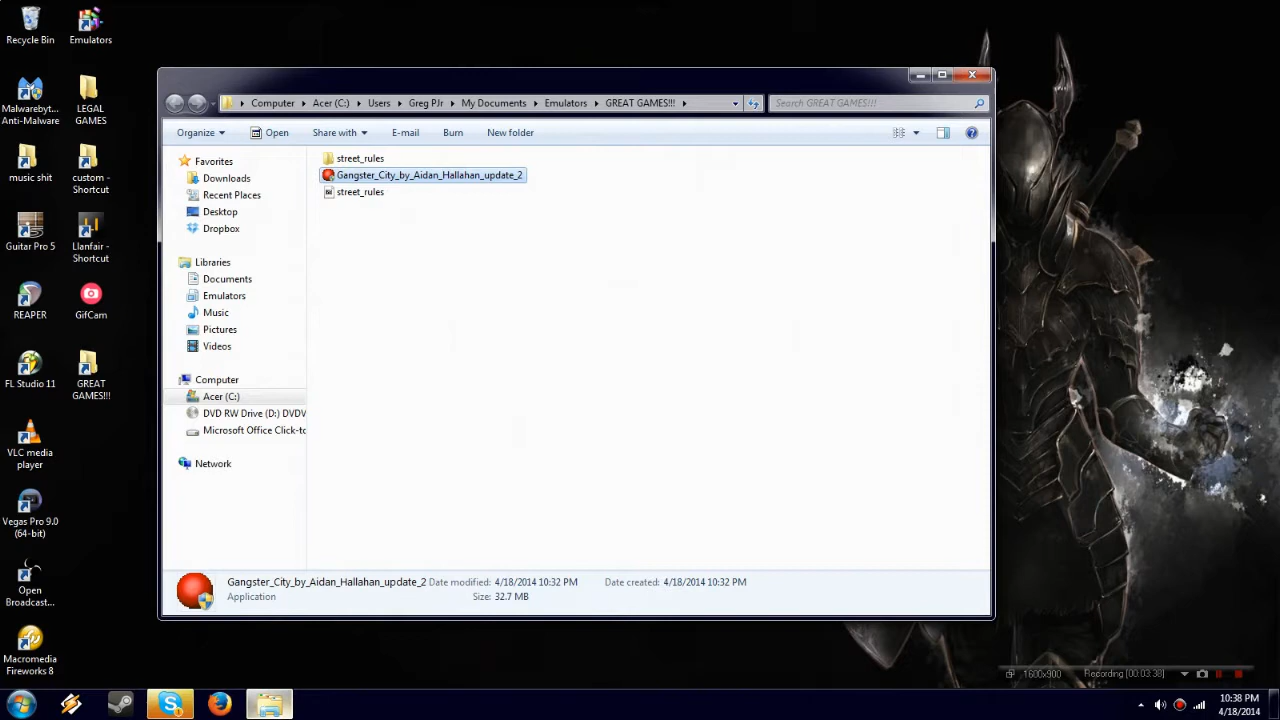 Recycle Bin
Emulators
Malwareby...
Anti-Malware
LEGAL
GAMES
music shit
custom -
Shortcut
Guitar Pro 5
Llanfair -
Shortcut
REAPER
GifCam
FL Studio 11
GREAT
GAMES!!!
VLC media
player
Vegas Pro 9.0
(64-bit)
Open
Broadcast...
Macromedia
Fireworks 8
Computer Acer (C:) Users Greg PJr My Documents Emulators GREAT GAMES!!!
Search GREAT GAMES!!!
Organize Open Share with E-mail Burn New folder
Favorites
Downloads
Recent Places
Desktop
Dropbox
Libraries
Documents
Emulators
Music
Pictures
Videos
Computer
Acer (C:)
DVD RW Drive (D:) DVDV
Microsoft Office Click-to
Network
street_rules
Gangster_City_by_Aidan_Hallahan_update_2
street_rules
Gangster_City_by_Aidan_Hallahan_update_2 Date modified: 4/18/2014 10:32 PM Date created: 4/18/2014 10:32 PM
Application Size: 32.7 MB
1600x900 Recording [00:03:38]
10:38 PM
4/18/2014